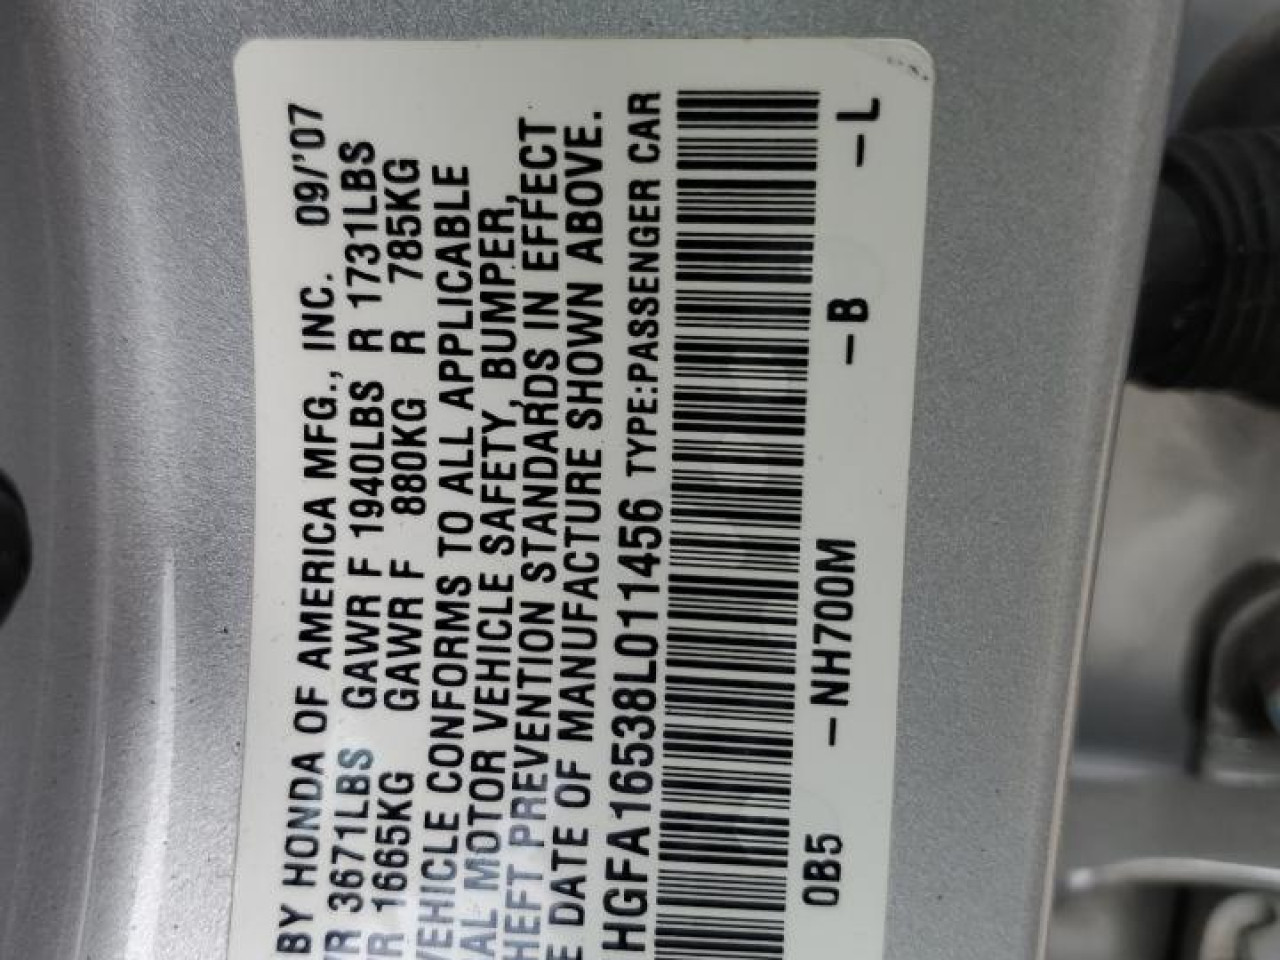 BY HONDA OF AMERICA MFG., INC. 09/'07
3671LBS GAWR F 1940LBS R 1731LBS
1665KG GAWR F 880KG R 785KG
VEHICLE CONFORMS TO ALL APPLICABLE
MOTOR VEHICLE SAFETY, BUMPER,
PREVENTION STANDARDS IN EFFECT
DATE OF MANUFACTURE SHOWN ABOVE.
HGFA16538L011456 TYPE:PASSENGER CAR
0B5 -NH700M -B -L